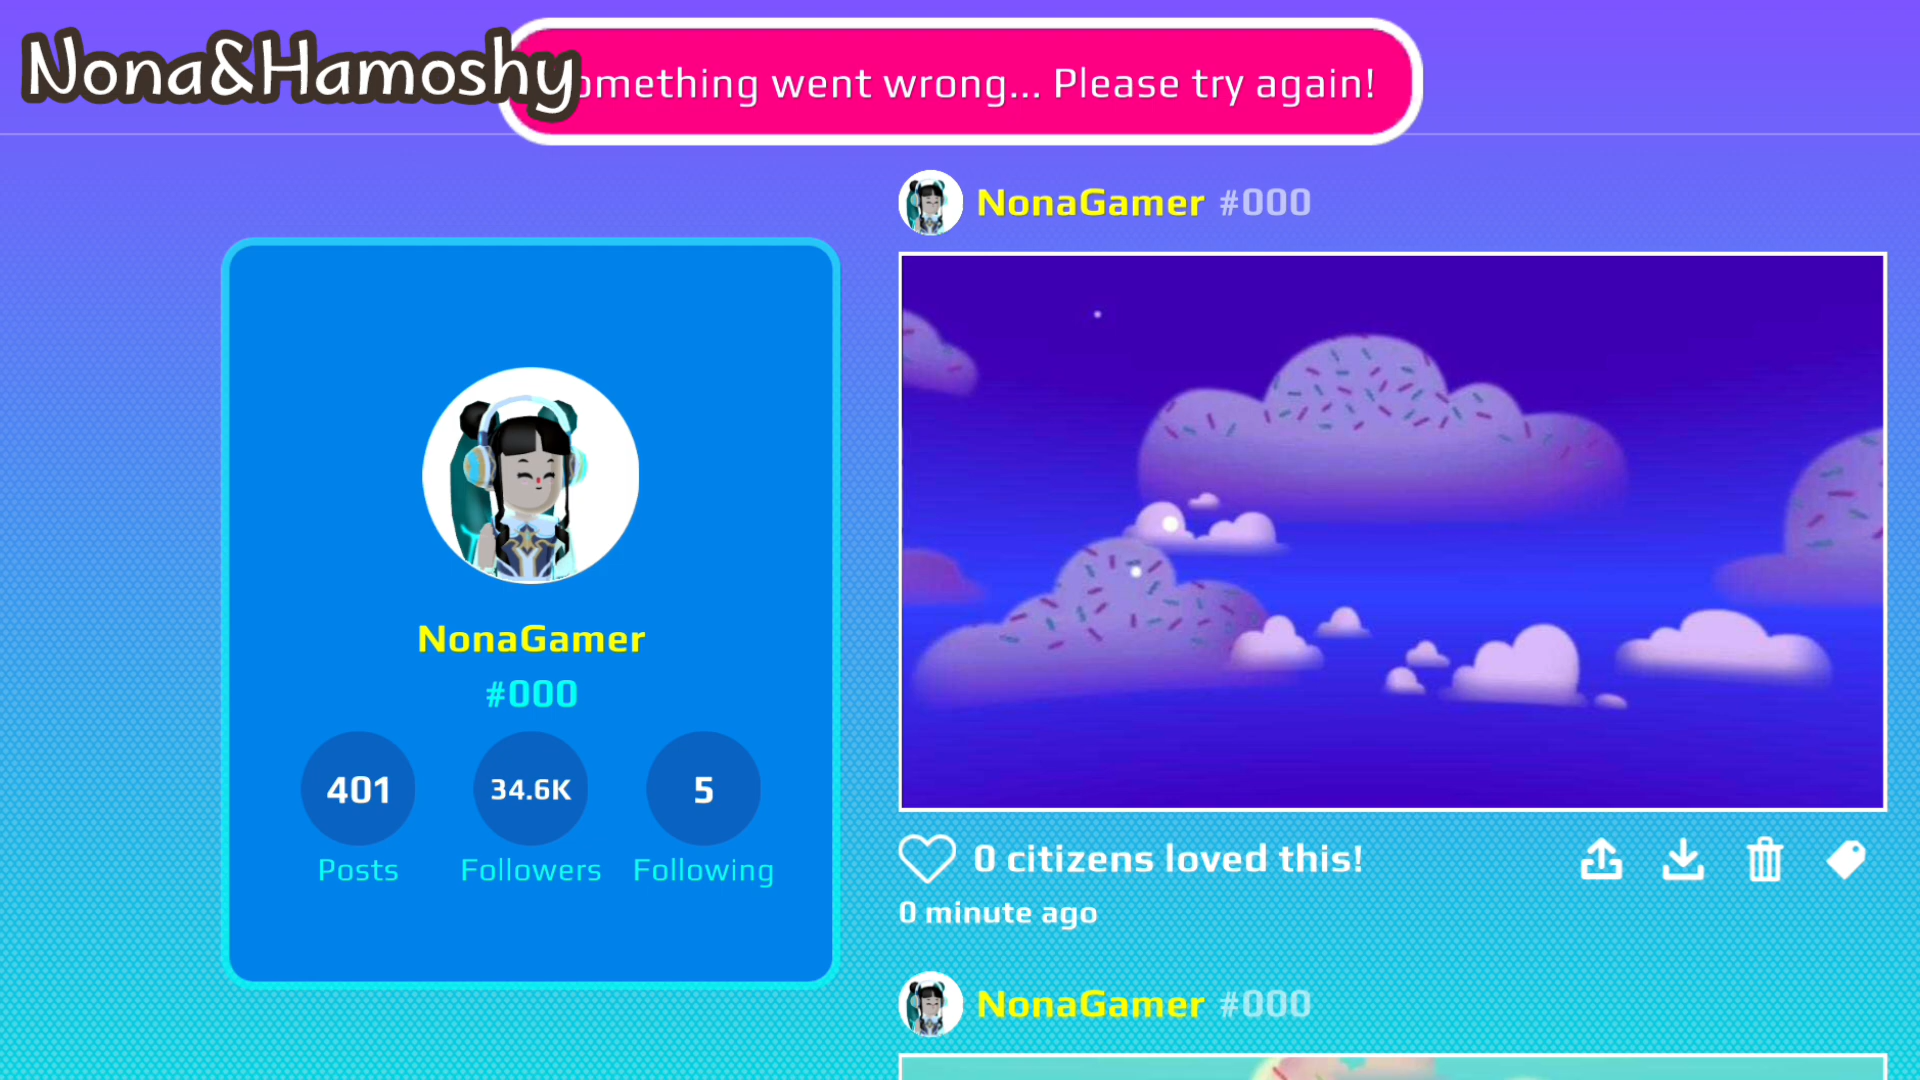 Nona&Hamoshy
omething went wrong... Please try again!
NonaGamer #000
NonaGamer
#000
401
34.6K
5
Posts
Followers
Following
0 citizens loved this!
0 minute ago
NonaGamer #000